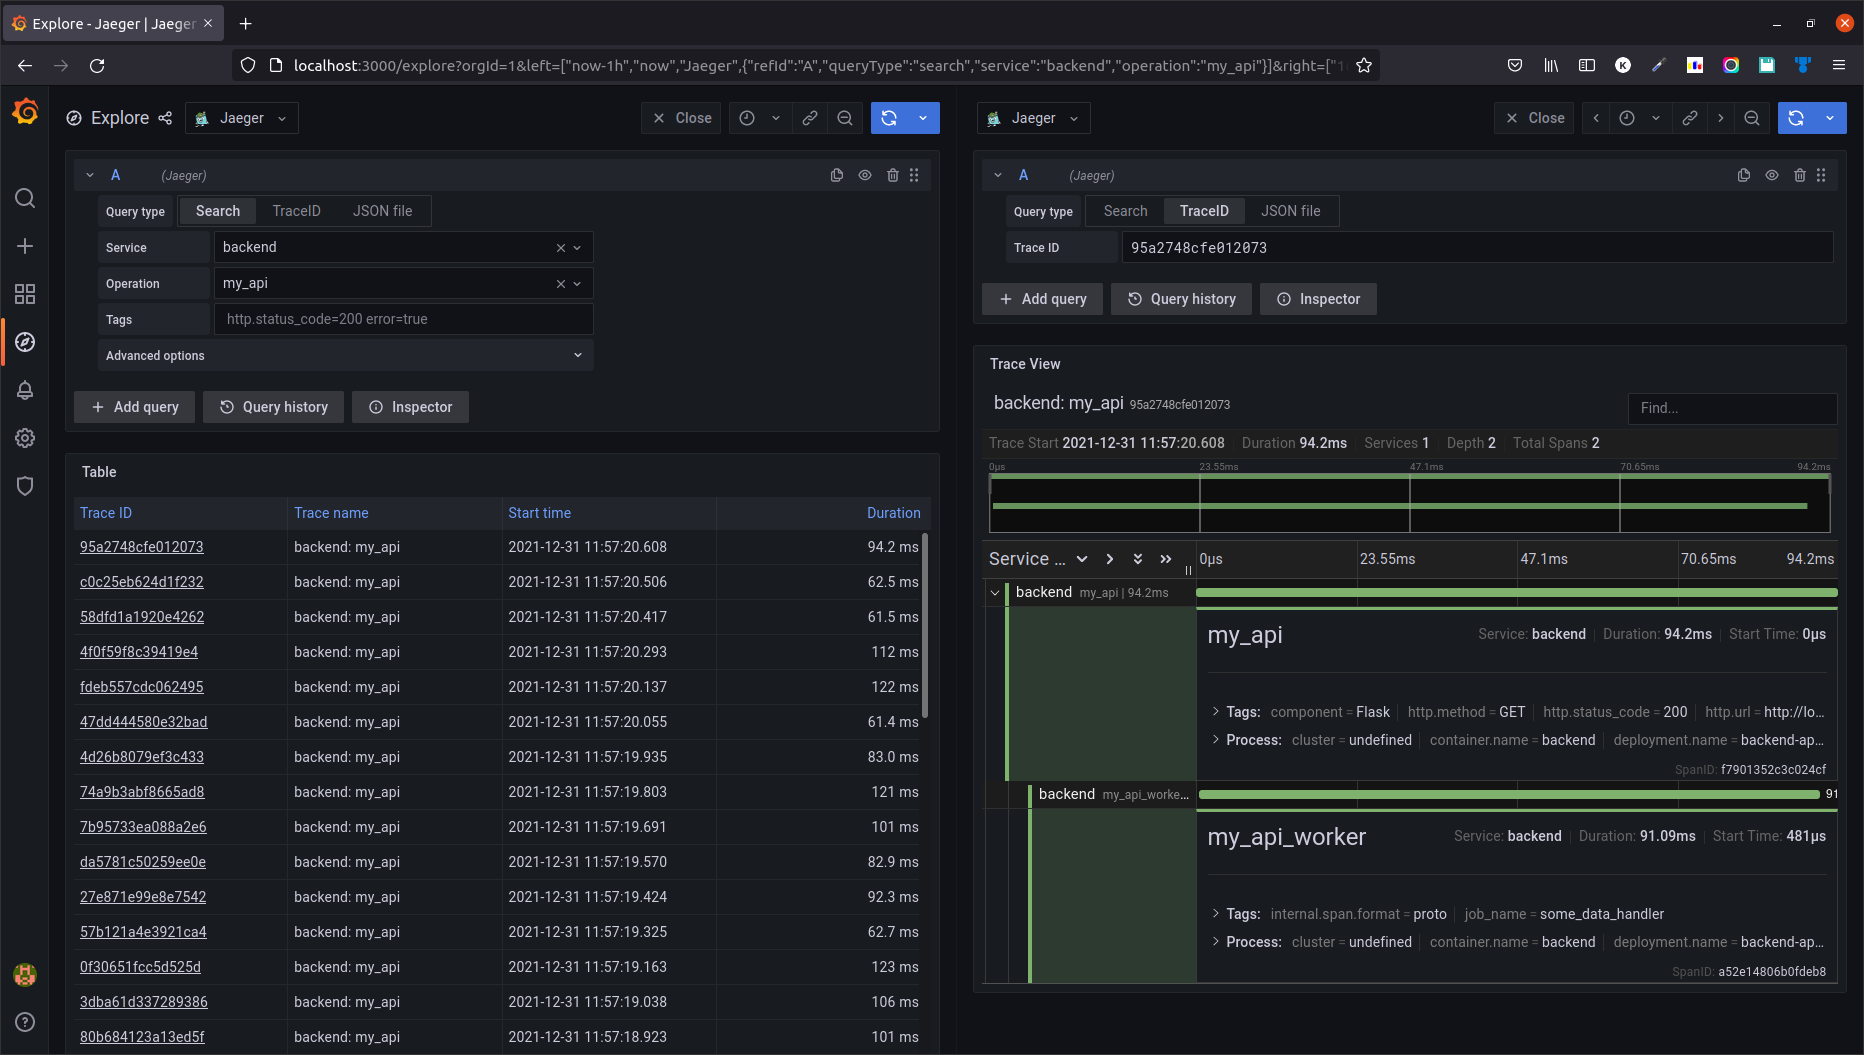 Explore - Jaeger | Jaeger
localhost:3000/explore?orgId=1&left=["now-1h","now","Jaeger",{"refId":"A","queryType":"search","service":"backend","operation":"my_api"}]&right=["1
Explore
Jaeger
Close
A
(Jaeger)
Query type
Search
TraceID
JSON file
Service
backend
Operation
my_api
Tags
http.status_code=200 error=true
Advanced options
Add query
Query history
Inspector
Table
Trace ID Trace name Start time Duration
95a2748cfe012073 backend: my_api 2021-12-31 11:57:20.608 94.2 ms
c0c25eb624d1f232 backend: my_api 2021-12-31 11:57:20.506 62.5 ms
58dfd1a1920e4262 backend: my_api 2021-12-31 11:57:20.417 61.5 ms
4f0f59f8c39419e4 backend: my_api 2021-12-31 11:57:20.293 112 ms
fdeb557cdc062495 backend: my_api 2021-12-31 11:57:20.137 122 ms
47dd444580e32bad backend: my_api 2021-12-31 11:57:20.055 61.4 ms
4d26b8079ef3c433 backend: my_api 2021-12-31 11:57:19.935 83.0 ms
74a9b3abf8665ad8 backend: my_api 2021-12-31 11:57:19.803 121 ms
7b95733ea088a2e6 backend: my_api 2021-12-31 11:57:19.691 101 ms
da5781c50259ee0e backend: my_api 2021-12-31 11:57:19.570 82.9 ms
27e871e99e8e7542 backend: my_api 2021-12-31 11:57:19.424 92.3 ms
57b121a4e3921ca4 backend: my_api 2021-12-31 11:57:19.325 62.7 ms
0f30651fcc5d525d backend: my_api 2021-12-31 11:57:19.163 123 ms
3dba61d337289386 backend: my_api 2021-12-31 11:57:19.038 106 ms
80b684123a13ed5f backend: my_api 2021-12-31 11:57:18.923 101 ms
Jaeger
Close
A
(Jaeger)
Query type
Search
TraceID
JSON file
Trace ID
95a2748cfe012073
Add query
Query history
Inspector
Trace View
backend: my_api 95a2748cfe012073
Find...
Trace Start 2021-12-31 11:57:20.608 Duration 94.2ms Services 1 Depth 2 Total Spans 2
0μs 23.55ms 47.1ms 70.65ms 94.2ms
Service ... 0μs 23.55ms 47.1ms 70.65ms 94.2ms
backend my_api | 94.2ms
my_api Service: backend Duration: 94.2ms Start Time: 0μs
Tags: component = Flask http.method = GET http.status_code = 200 http.url = http://lo...
Process: cluster = undefined container.name = backend deployment.name = backend-ap...
SpanID: f7901352c3c024cf
backend my_api_worke... 91
my_api_worker Service: backend Duration: 91.09ms Start Time: 481μs
Tags: internal.span.format = proto job_name = some_data_handler
Process: cluster = undefined container.name = backend deployment.name = backend-ap...
SpanID: a52e14806b0fdeb8